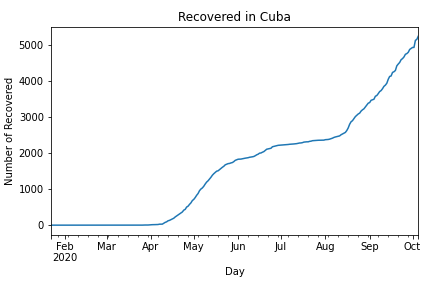 Recovered in Cuba
Number of Recovered
5000
4000
3000
2000
1000
0
Feb Mar Apr May Jun Jul Aug Sep Oct
2020
Day